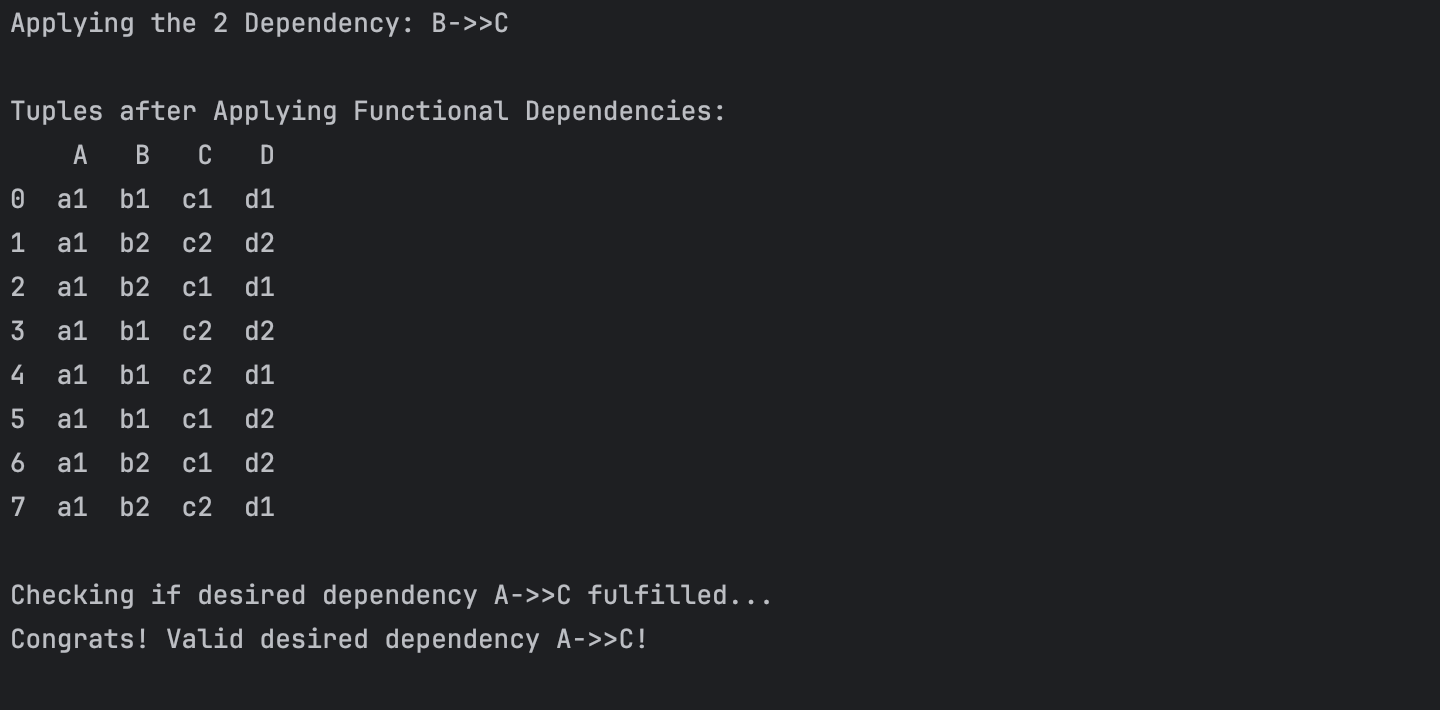 Applying the 2 Dependency: B->>C
Tuples after Applying Functional Dependencies:
    A   B   C   D
0  a1  b1  c1  d1
1  a1  b2  c2  d2
2  a1  b2  c1  d1
3  a1  b1  c2  d2
4  a1  b1  c2  d1
5  a1  b1  c1  d2
6  a1  b2  c1  d2
7  a1  b2  c2  d1
Checking if desired dependency A->>C fulfilled...
Congrats! Valid desired dependency A->>C!